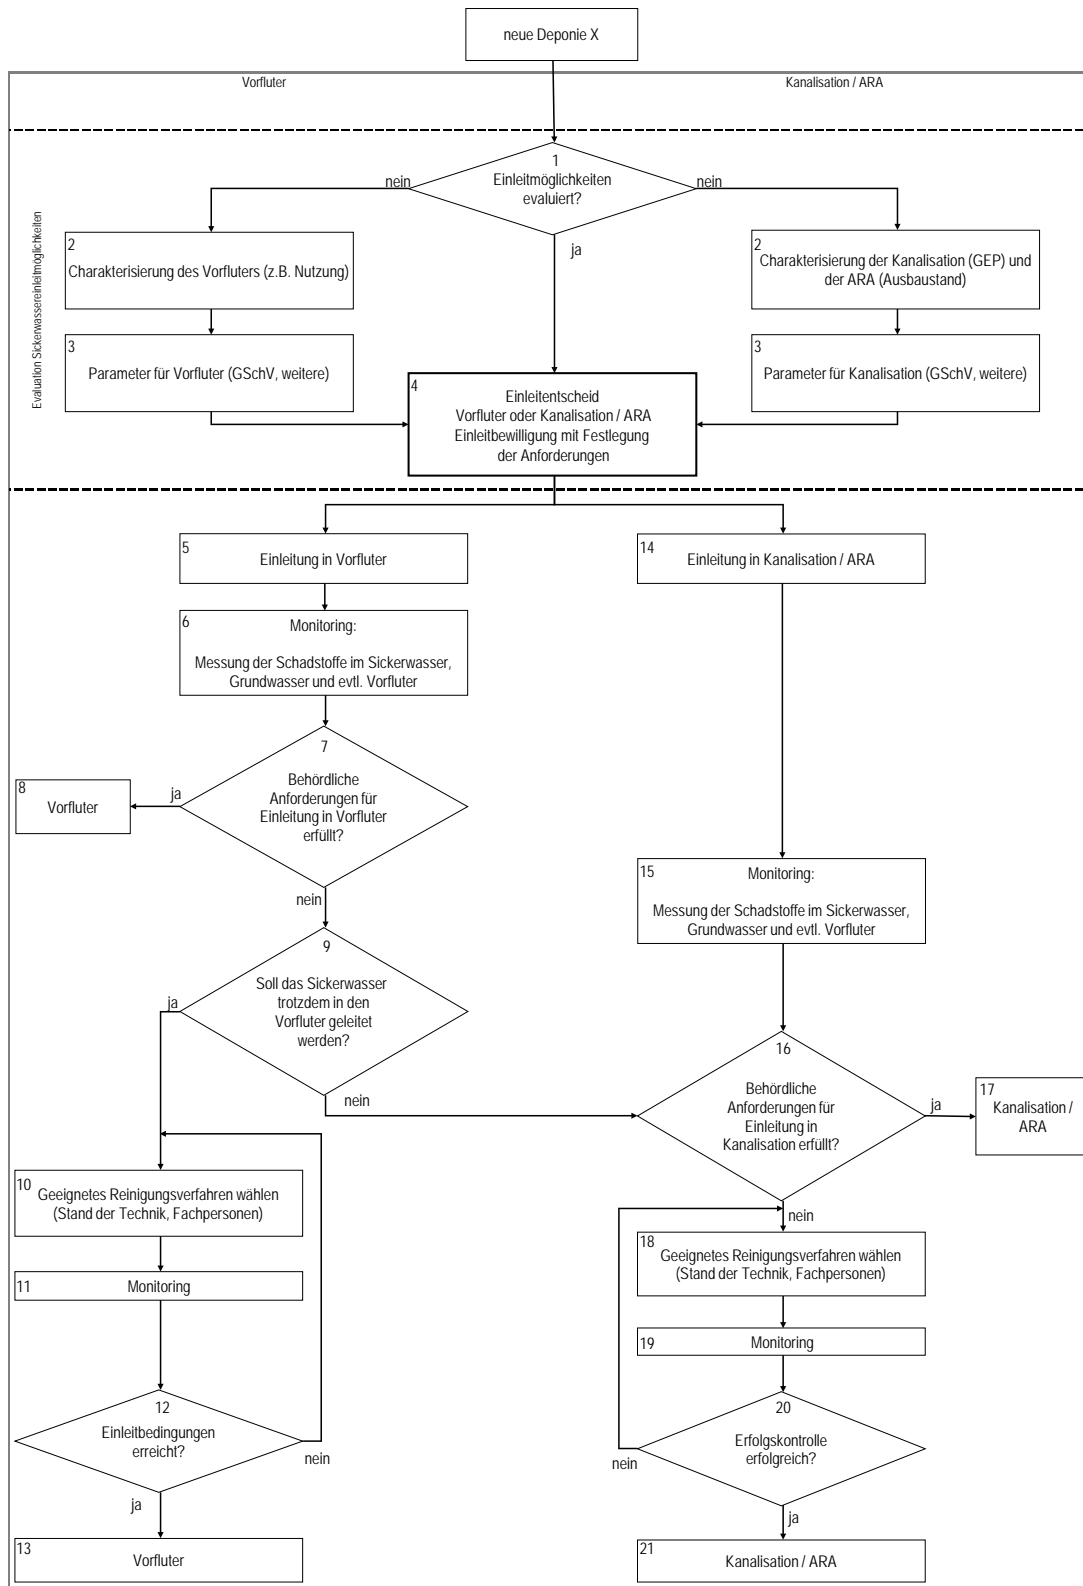 neue Deponie X
Vorfluter
Kanalisation / ARA
Evaluation Sickerwassereinleitmöglichkeiten
1
Einleitmöglichkeiten
evaluiert?
nein
nein
ja
2
Charakterisierung des Vorfluters (z.B. Nutzung)
2
Charakterisierung der Kanalisation (GEP) und
der ARA (Ausbaustand)
3
Parameter für Vorfluter (GSchV, weitere)
3
Parameter für Kanalisation (GSchV, weitere)
4
Einleitentscheid
Vorfluter oder Kanalisation / ARA
Einleitbewilligung mit Festlegung
der Anforderungen
5
Einleitung in Vorfluter
14
Einleitung in Kanalisation / ARA
6
Monitoring:
Messung der Schadstoffe im Sickerwasser,
Grundwasser und evtl. Vorfluter
7
Behördliche
Anforderungen für
Einleitung in Vorfluter
erfüllt?
ja
8
Vorfluter
nein
15
Monitoring:
Messung der Schadstoffe im Sickerwasser,
Grundwasser und evtl. Vorfluter
9
Soll das Sickerwasser
trotzdem in den
Vorfluter geleitet
werden?
ja
nein
16
Behördliche
Anforderungen für
Einleitung in
Kanalisation erfüllt?
ja
17
Kanalisation /
ARA
nein
10
Geeignetes Reinigungsverfahren wählen
(Stand der Technik, Fachpersonen)
18
Geeignetes Reinigungsverfahren wählen
(Stand der Technik, Fachpersonen)
11
Monitoring
19
Monitoring
12
Einleitbedingungen
erreicht?
nein
ja
20
Erfolgskontrolle
erfolgreich?
nein
ja
13
Vorfluter
21
Kanalisation / ARA